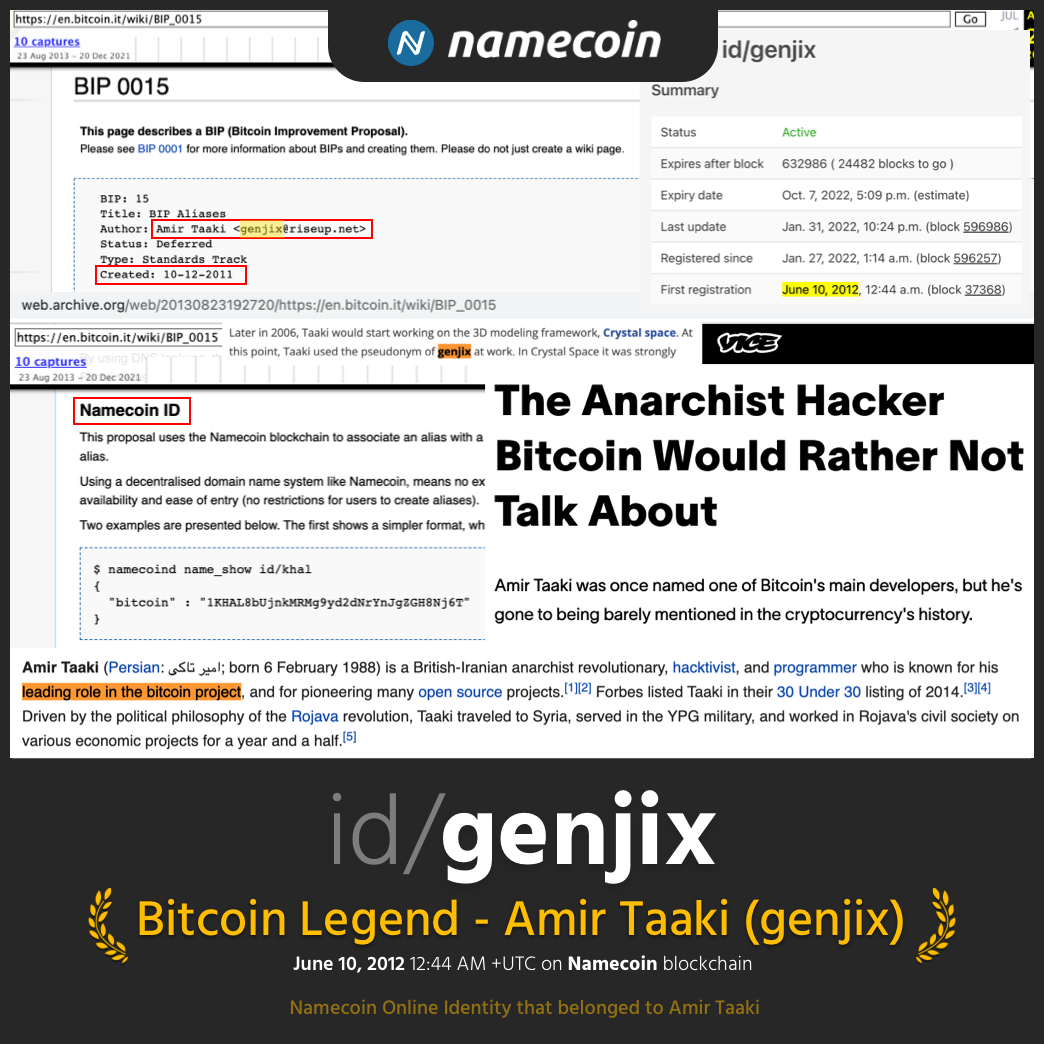 https://en.bitcoin.it/wiki/BIP_0015
Go
JUL
10 captures
23 Aug 2013 – 20 Dec 2021
namecoin
BIP 0015
This page describes a BIP (Bitcoin Improvement Proposal).
Please see BIP 0001 for more information about BIPs and creating them. Please do not just create a wiki page.
BIP: 15
Title: BIP Aliases
Author: Amir Taaki <genjix@riseup.net>
Status: Deferred
Type: Standards Track
Created: 10-12-2011
web.archive.org/web/20130823192720/https://en.bitcoin.it/wiki/BIP_0015
id/genjix
Summary
Status Active
Expires after block 632986 ( 24482 blocks to go )
Expiry date Oct. 7, 2022, 5:09 p.m. (estimate)
Last update Jan. 31, 2022, 10:24 p.m. (block 596986)
Registered since Jan. 27, 2022, 1:14 a.m. (block 596257)
First registration June 10, 2012, 12:44 a.m. (block 37368)
https://en.bitcoin.it/wiki/BIP_0015
10 captures
23 Aug 2013 – 20 Dec 2021
Later in 2006, Taaki would start working on the 3D modeling framework, Crystal space. At
this point, Taaki used the pseudonym of genjix at work. In Crystal Space it was strongly
Namecoin ID
This proposal uses the Namecoin blockchain to associate an alias with a
alias.
Using a decentralised domain name system like Namecoin, means no ex
availability and ease of entry (no restrictions for users to create aliases).
Two examples are presented below. The first shows a simpler format, wh
$ namecoind name_show id/khal
{
"bitcoin" : "1KHAL8bUjnkMRMg9yd2dNrYnJgZGH8Nj6T"
}
VICE
The Anarchist Hacker
Bitcoin Would Rather Not
Talk About
Amir Taaki was once named one of Bitcoin's main developers, but he's
gone to being barely mentioned in the cryptocurrency's history.
Amir Taaki (Persian: امیر تاکی; born 6 February 1988) is a British-Iranian anarchist revolutionary, hacktivist, and programmer who is known for his
leading role in the bitcoin project, and for pioneering many open source projects.[1][2] Forbes listed Taaki in their 30 Under 30 listing of 2014.[3][4]
Driven by the political philosophy of the Rojava revolution, Taaki traveled to Syria, served in the YPG military, and worked in Rojava's civil society on
various economic projects for a year and a half.[5]
id/genjix
Bitcoin Legend - Amir Taaki (genjix)
June 10, 2012 12:44 AM +UTC on Namecoin blockchain
Namecoin Online Identity that belonged to Amir Taaki